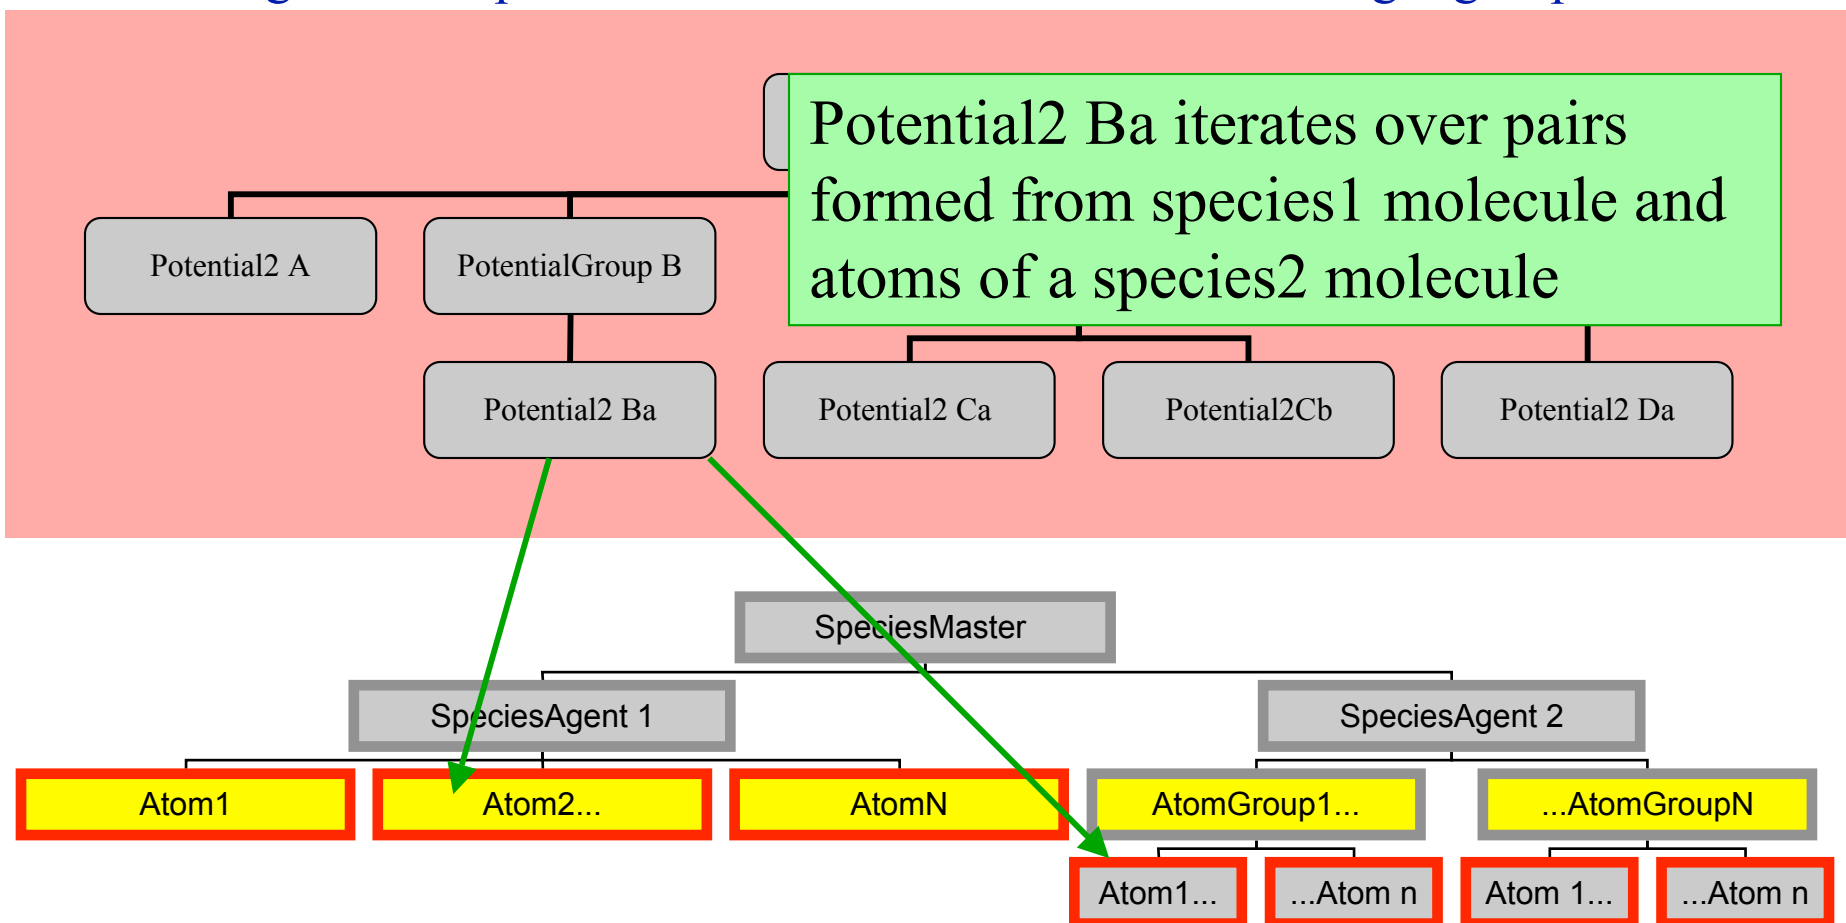 Potential2 Ba iterates over pairs
formed from species1 molecule and
atoms of a species2 molecule
Potential2 A
PotentialGroup B
Potential2 Ba
Potential2 Ca
Potential2Cb
Potential2 Da
SpeciesMaster
SpeciesAgent 1
SpeciesAgent 2
Atom1
Atom2...
AtomN
AtomGroup1...
...AtomGroupN
Atom1...
...Atom n
Atom 1...
...Atom n